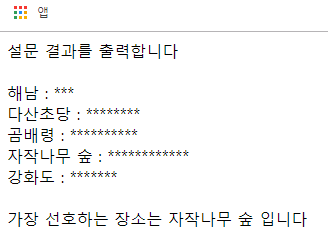 앱
설문 결과를 출력합니다
해남 : ***
다산초당 : ********
곰배령 : **********
자작나무 숲 : ************
강화도 : *******
가장 선호하는 장소는 자작나무 숲 입니다